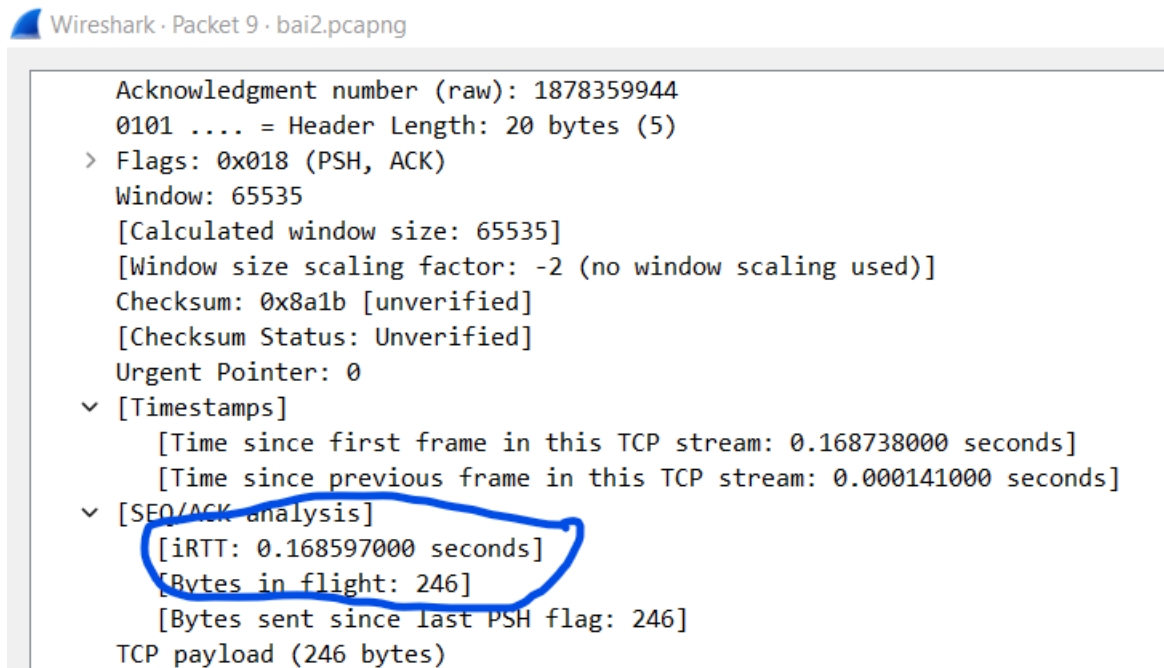 Wireshark · Packet 9 · bai2.pcapng
Acknowledgment number (raw): 1878359944
0101 .... = Header Length: 20 bytes (5)
> Flags: 0x018 (PSH, ACK)
Window: 65535
[Calculated window size: 65535]
[Window size scaling factor: -2 (no window scaling used)]
Checksum: 0x8a1b [unverified]
[Checksum Status: Unverified]
Urgent Pointer: 0
[Timestamps]
[Time since first frame in this TCP stream: 0.168738000 seconds]
[Time since previous frame in this TCP stream: 0.000141000 seconds]
[SEQ/ACK analysis]
[iRTT: 0.168597000 seconds]
[Bytes in flight: 246]
[Bytes sent since last PSH flag: 246]
TCP payload (246 bytes)